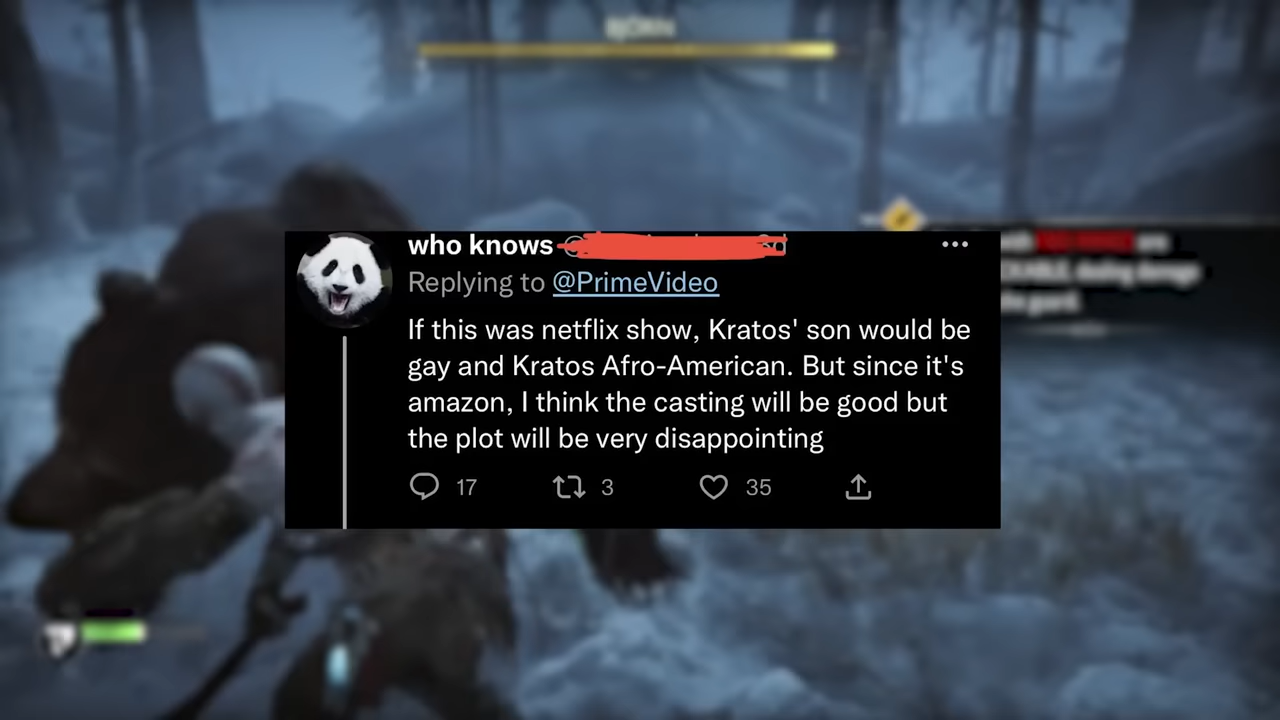 BJÖRN
who knows
Replying to @PrimeVideo
If this was netflix show, Kratos' son would be
gay and Kratos Afro-American. But since it's
amazon, I think the casting will be good but
the plot will be very disappointing
17 3 35